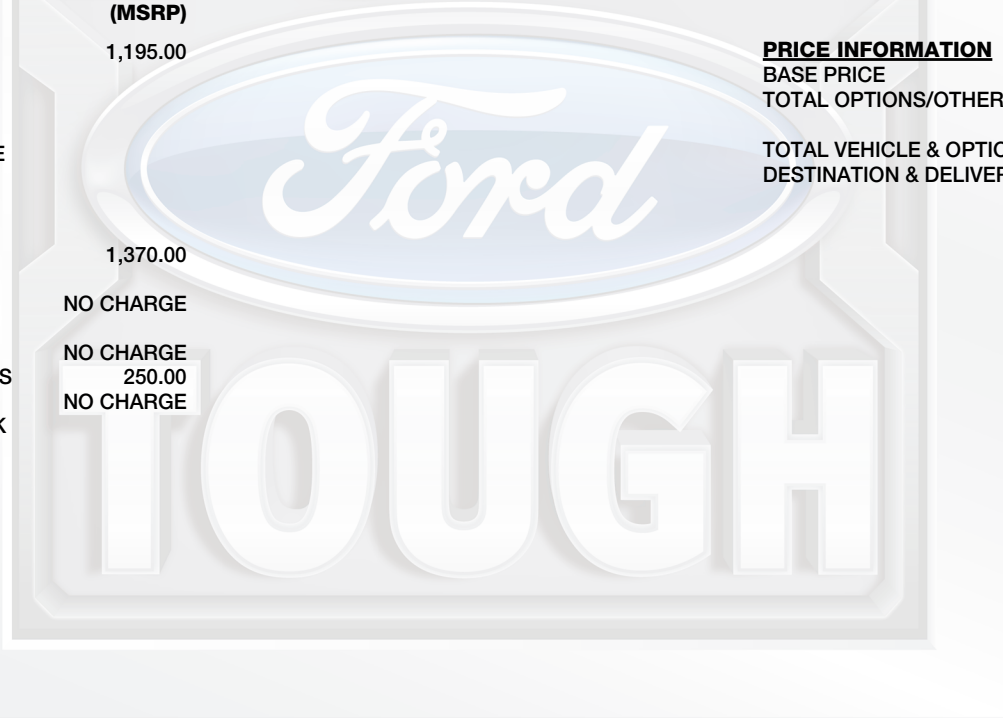 (MSRP)
1,195.00
E
1,370.00
NO CHARGE
NO CHARGE
S 250.00
NO CHARGE
K
PRICE INFORMATION
BASE PRICE
TOTAL OPTIONS/OTHER
TOTAL VEHICLE & OPTIO
DESTINATION & DELIVER
Ford
TOUGH